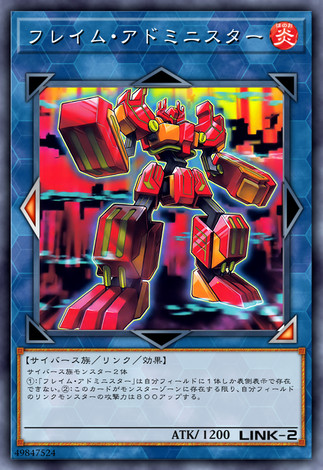 フレイム・アドミニスター
炎
【サイバース族／リンク／効果】
サイバース族モンスター２体
①：「フレイム・アドミニスター」は自分フィールドに１体しか表側表示で存在
できない。②：このカードがモンスターゾーンに存在する限り、自分フィールド
のリンクモンスターの攻撃力は８００アップする。
ATK/1200 LINK-2
49847524